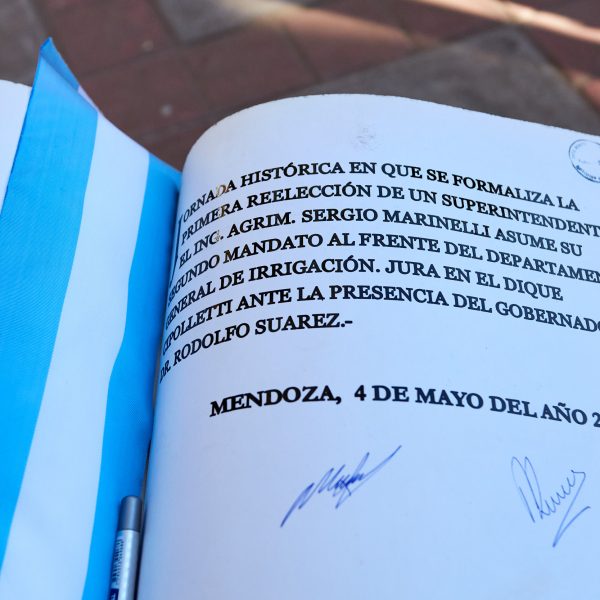 JORNADA HISTÓRICA EN QUE SE FORMALIZA LA
PRIMERA REELECCIÓN DE UN SUPERINTENDENT
EL ING. AGRIM. SERGIO MARINELLI ASUME SU
SEGUNDO MANDATO AL FRENTE DEL DEPARTAMEN
GENERAL DE IRRIGACIÓN. JURA EN EL DIQUE
CIPOLLETTI ANTE LA PRESENCIA DEL GOBERNADO
DR. RODOLFO SUAREZ.-
MENDOZA, 4 DE MAYO DEL AÑO 2